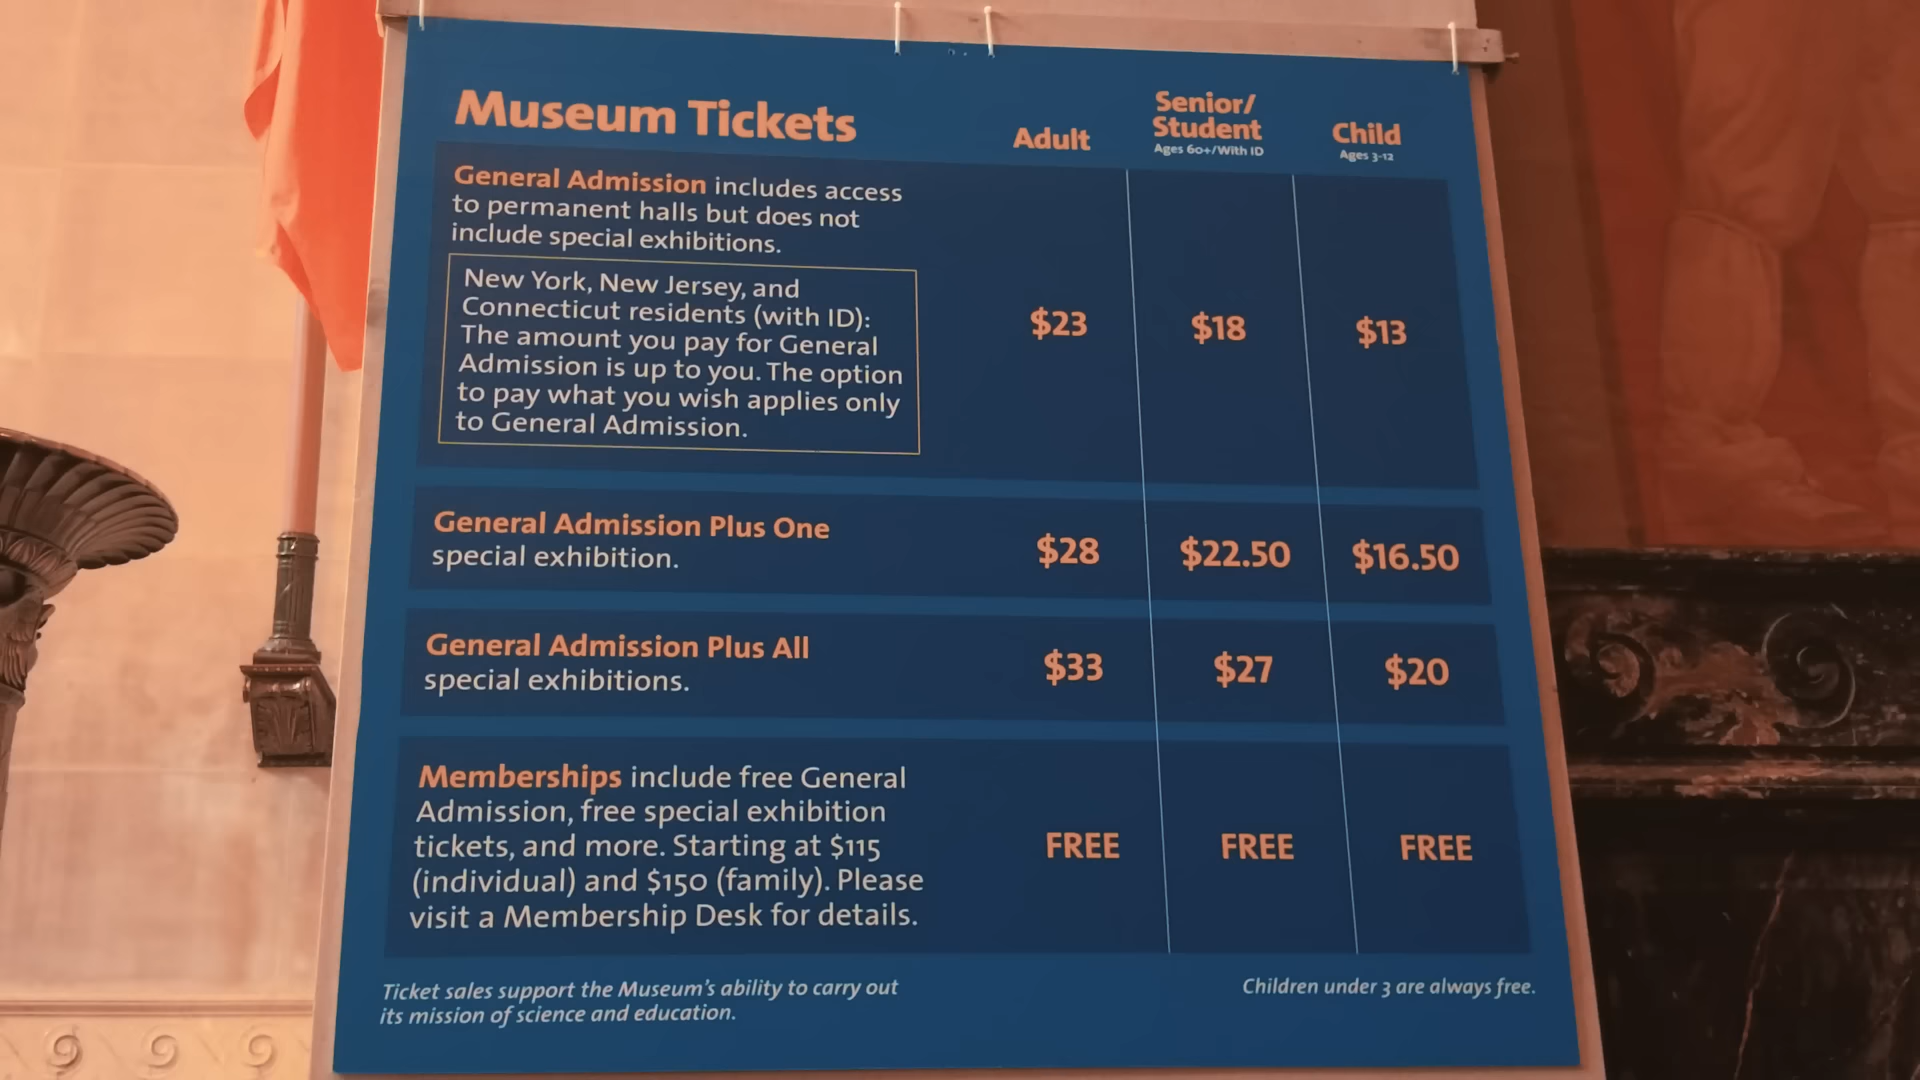 Museum Tickets
Adult
Senior/
Student
Ages 60+/With ID
Child
Ages 3-12
General Admission includes access
to permanent halls but does not
include special exhibitions.
New York, New Jersey, and
Connecticut residents (with ID):
The amount you pay for General
Admission is up to you. The option
to pay what you wish applies only
to General Admission.
$23
$18
$13
General Admission Plus One
special exhibition.
$28
$22.50
$16.50
General Admission Plus All
special exhibitions.
$33
$27
$20
Memberships include free General
Admission, free special exhibition
tickets, and more. Starting at $115
(individual) and $150 (family). Please
visit a Membership Desk for details.
FREE
FREE
FREE
Ticket sales support the Museum's ability to carry out
its mission of science and education.
Children under 3 are always free.